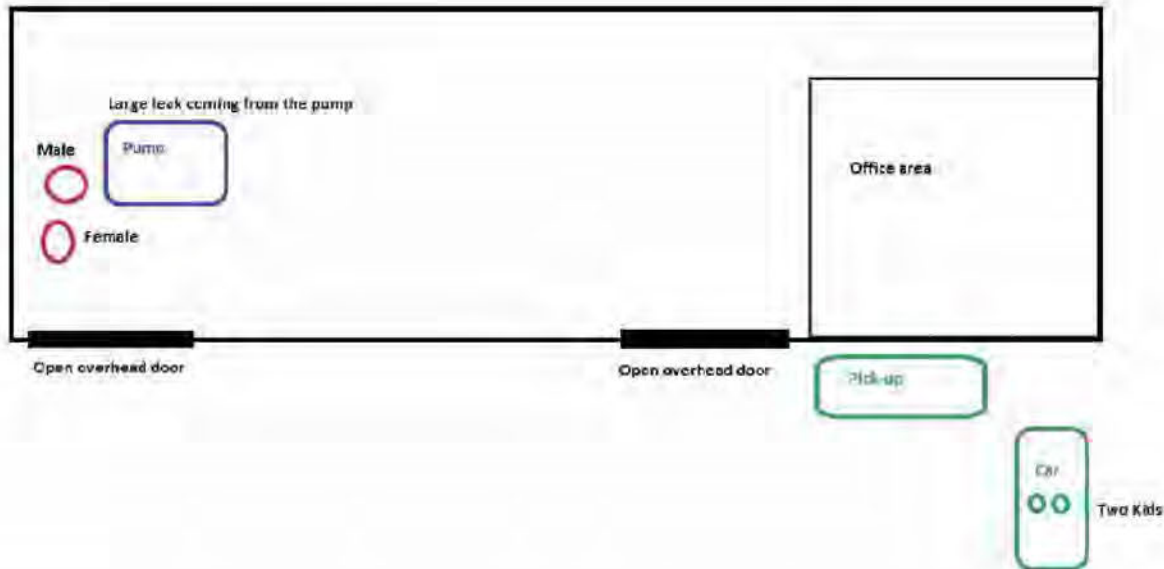 Large leak coming from the pump
Male
Pump
Office area
Female
Open overhead door
Open overhead door
Pick-up
Car
Two Kids